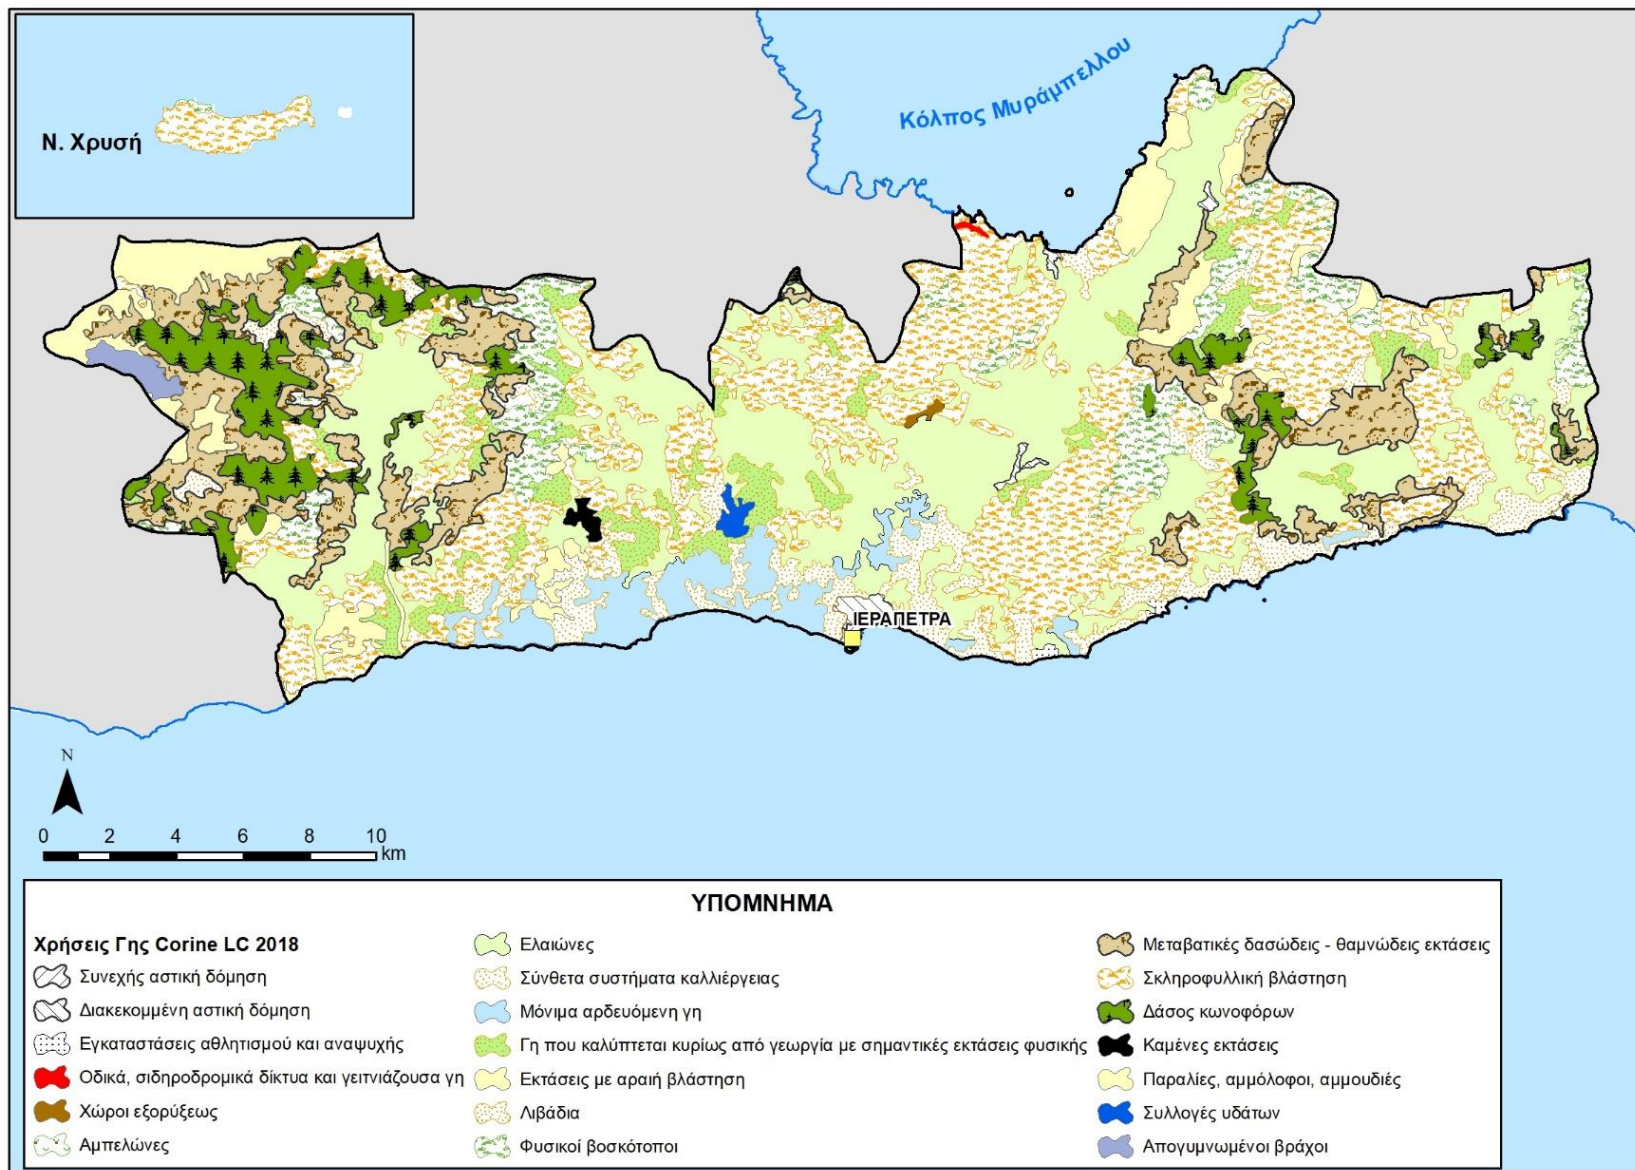 Κόλπος Μυράμπελλου
Ν. Χρυσή
ΙΕΡΑΠΕΤΡΑ
N
0 2 4 6 8 10
km
ΥΠΟΜΝΗΜΑ
Χρήσεις Γης Corine LC 2018
Συνεχής αστική δόμηση
Διακεκομμένη αστική δόμηση
Εγκαταστάσεις αθλητισμού και αναψυχής
Οδικά, σιδηροδρομικά δίκτυα και γειτνιάζουσα γη
Χώροι εξορύξεως
Αμπελώνες
Ελαιώνες
Σύνθετα συστήματα καλλιέργειας
Μόνιμα αρδευόμενη γη
Γη που καλύπτεται κυρίως από γεωργία με σημαντικές εκτάσεις φυσικής
Εκτάσεις με αραιή βλάστηση
Λιβάδια
Φυσικοί βοσκότοποι
Μεταβατικές δασώδεις - θαμνώδεις εκτάσεις
Σκληροφυλλική βλάστηση
Δάσος κωνοφόρων
Καμένες εκτάσεις
Παραλίες, αμμόλοφοι, αμμουδιές
Συλλογές υδάτων
Απογυμνωμένοι βράχοι